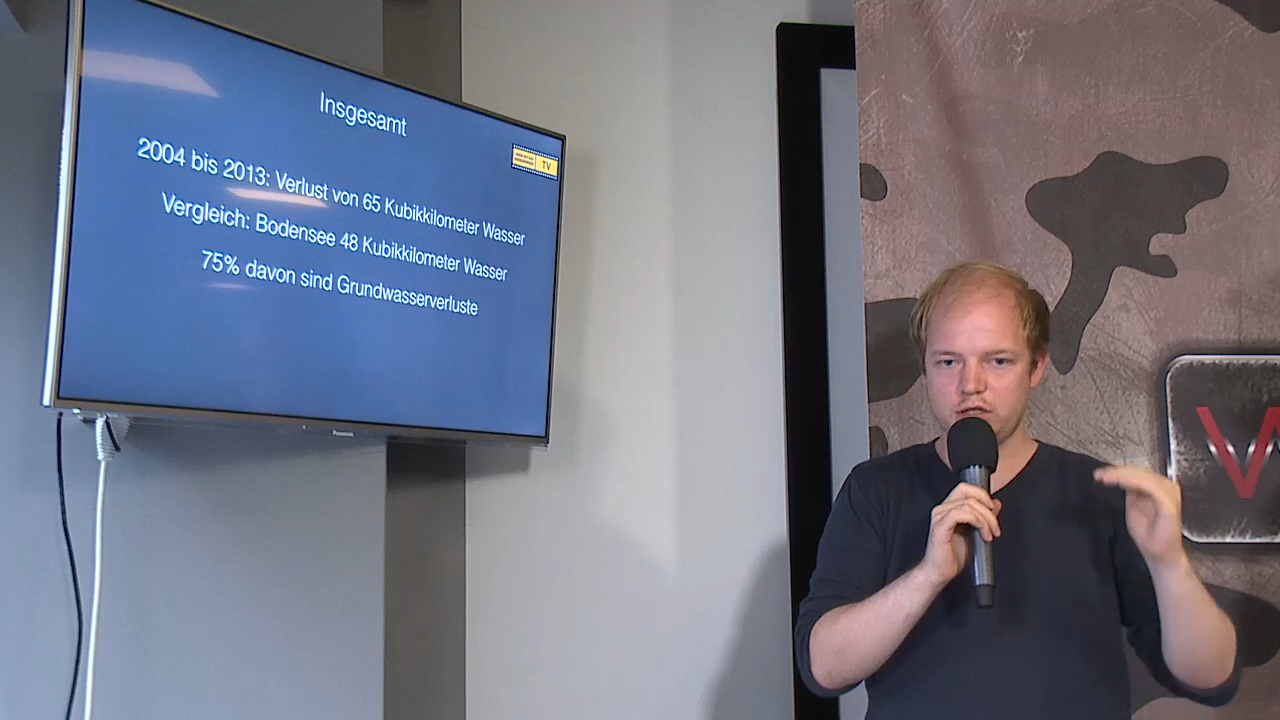 Insgesamt
TV
2004 bis 2013: Verlust von 65 Kubikkilometer Wasser
Vergleich: Bodensee 48 Kubikkilometer Wasser
75% davon sind Grundwasserverluste
Panasonic
W